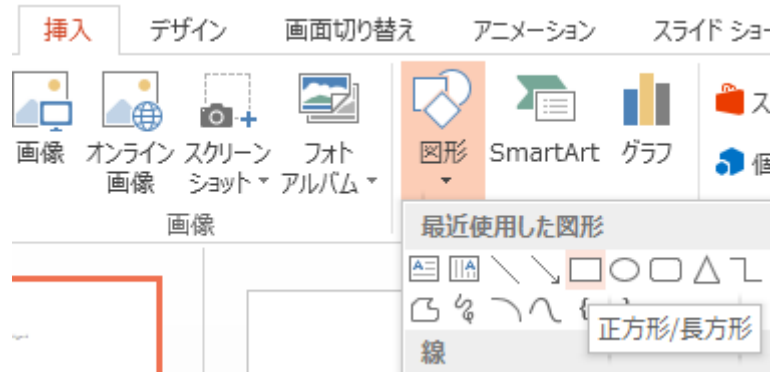 挿入 デザイン 画面切り替え アニメーション スライド ショー
画像 オンライン 画像 スクリーン ショット フォト アルバム 図形 SmartArt グラフ
ス
個
画像
最近使用した図形
正方形/長方形
線